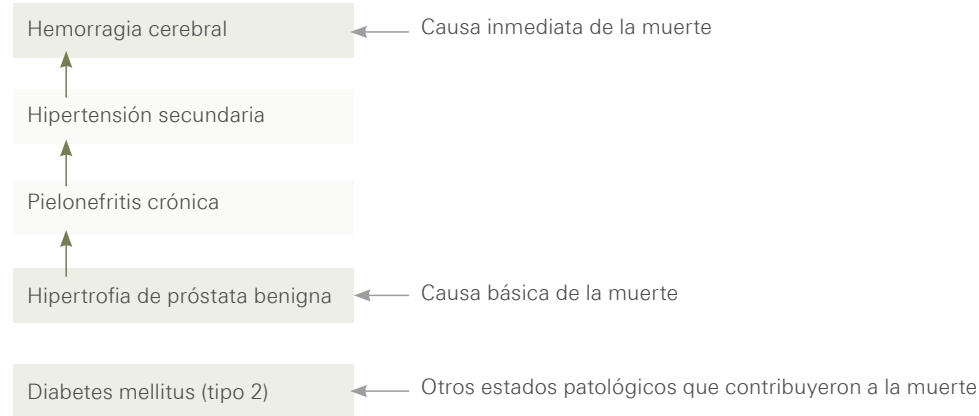 Hemorragia cerebral
Causa inmediata de la muerte
Hipertensión secundaria
Pielonefritis crónica
Hipertrofia de próstata benigna
Causa básica de la muerte
Diabetes mellitus (tipo 2)
Otros estados patológicos que contribuyeron a la muerte